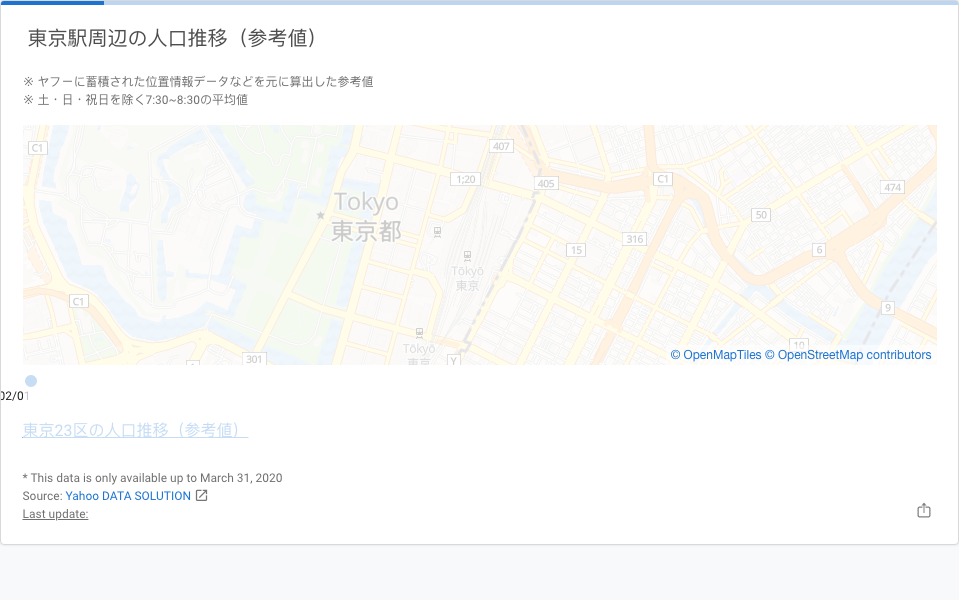 東京駅周辺の人口推移（参考値）
※ ヤフーに蓄積された位置情報データなどを元に算出した参考値
※ 土・日・祝日を除く7:30~8:30の平均値
C1
407
1;20
405
C1
474
Tokyo
東京都
50
316
15
6
Tōkyō
東京
C1
9
10
301
Tōkyō
東京
Y
© OpenMapTiles © OpenStreetMap contributors
02/01
東京23区の人口推移（参考値）
* This data is only available up to March 31, 2020
Source: Yahoo DATA SOLUTION
Last update: